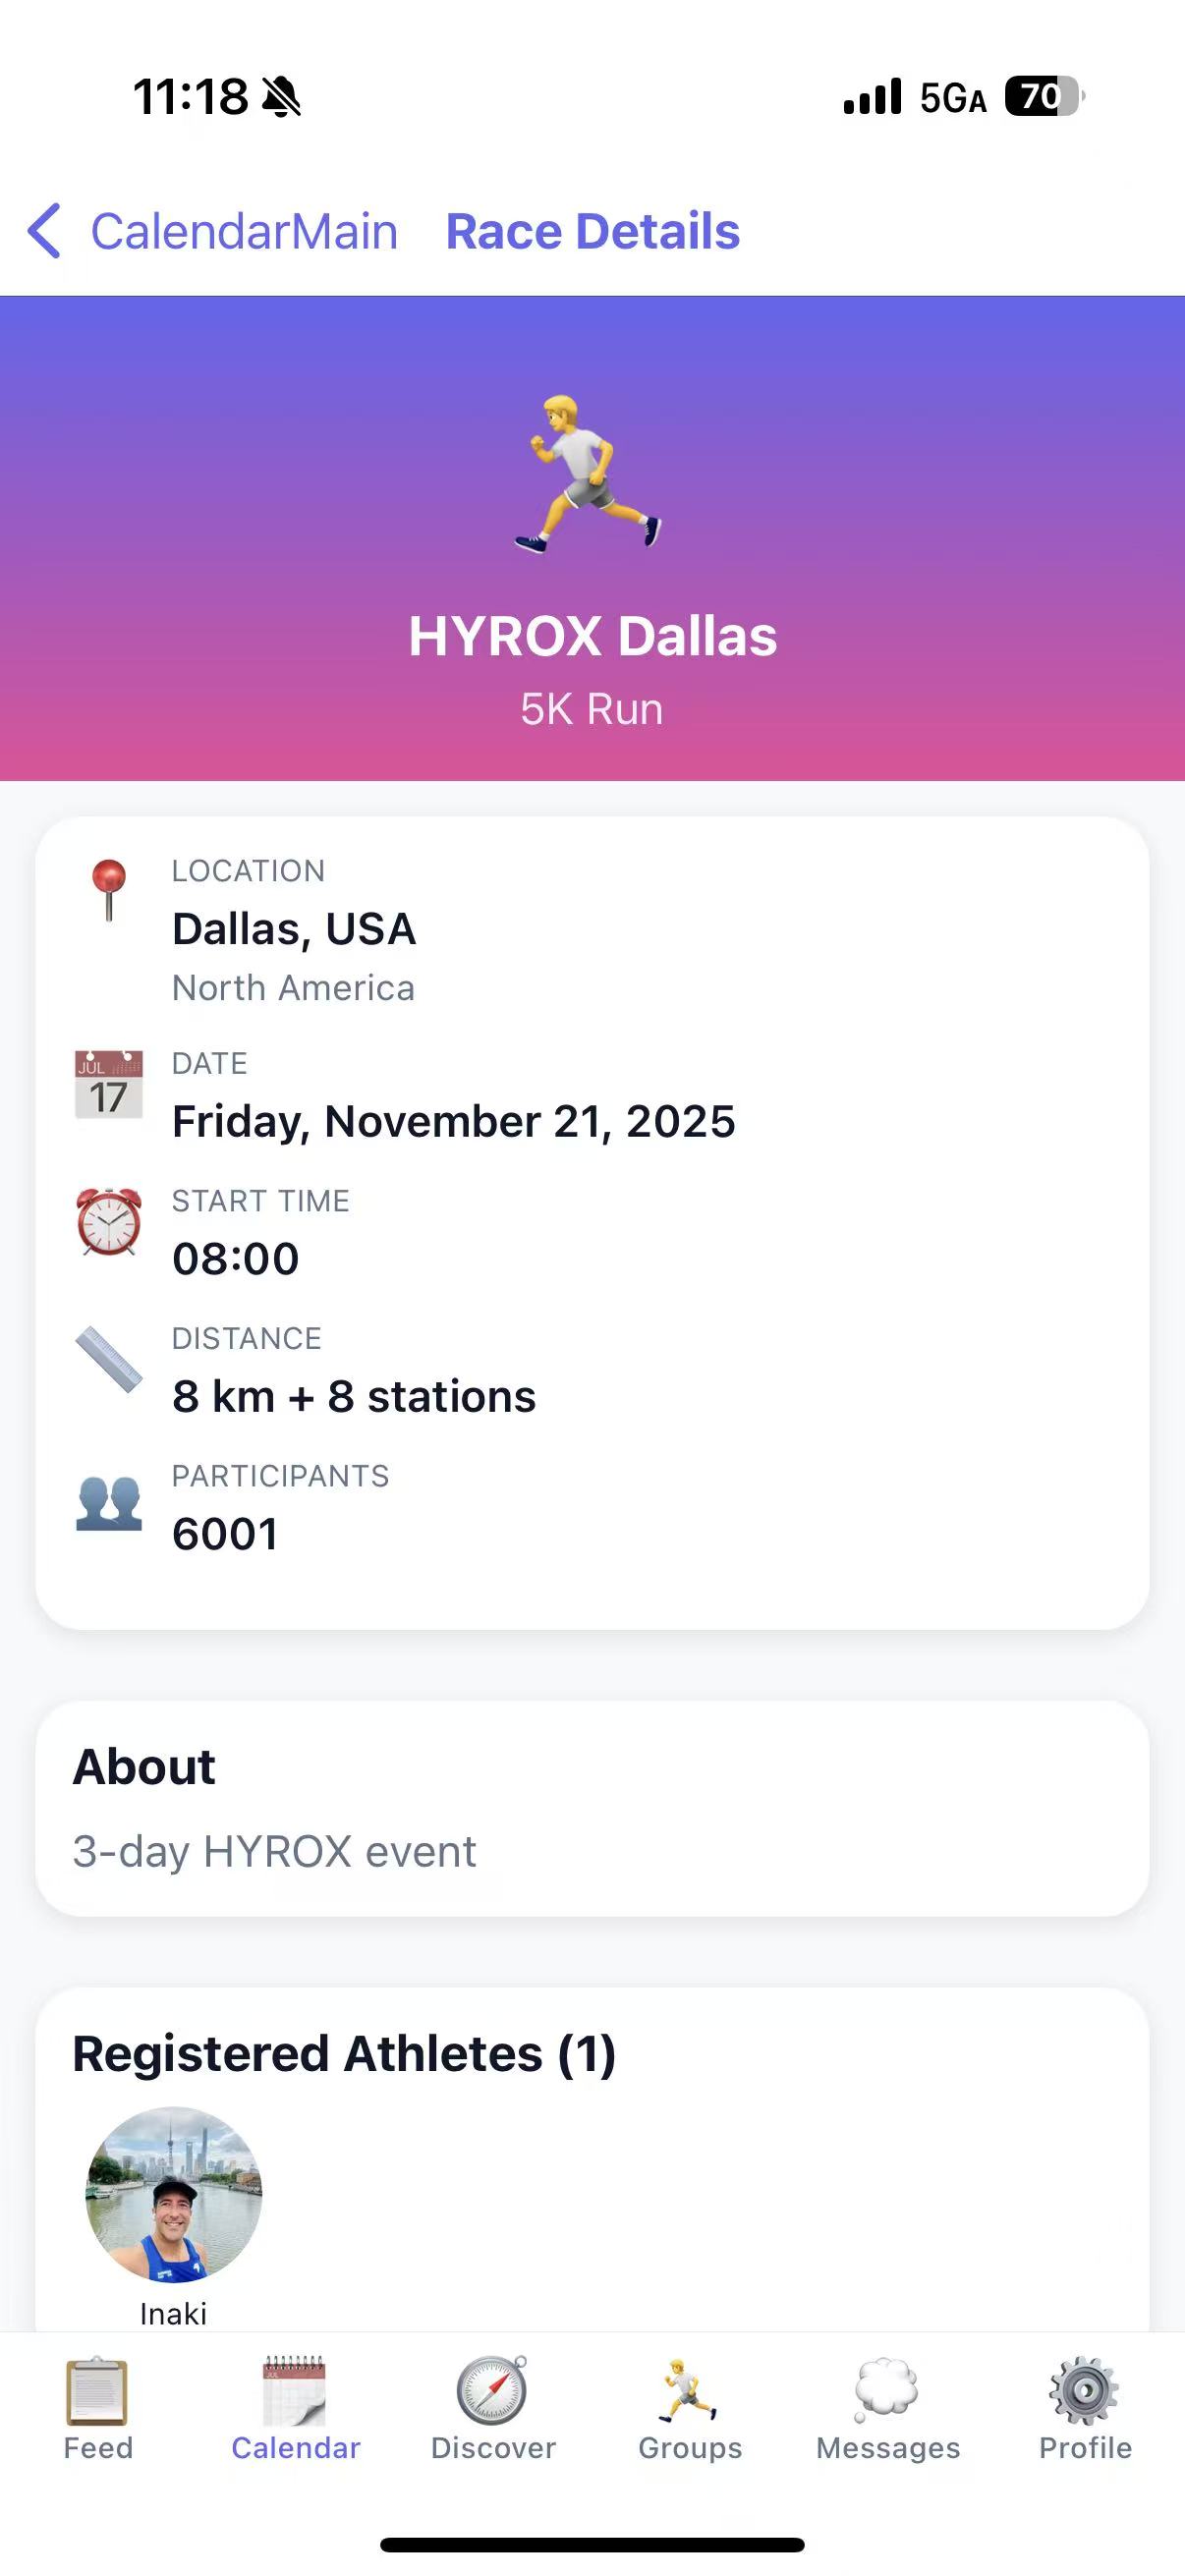 11:18
5GA
70
CalendarMain
Race Details
HYROX Dallas
5K Run
LOCATION
Dallas, USA
North America
JUL
17
DATE
Friday, November 21, 2025
START TIME
08:00
DISTANCE
8 km + 8 stations
PARTICIPANTS
6001
About
3-day HYROX event
Registered Athletes (1)
Inaki
JUL
Feed
Calendar
Discover
Groups
Messages
Profile